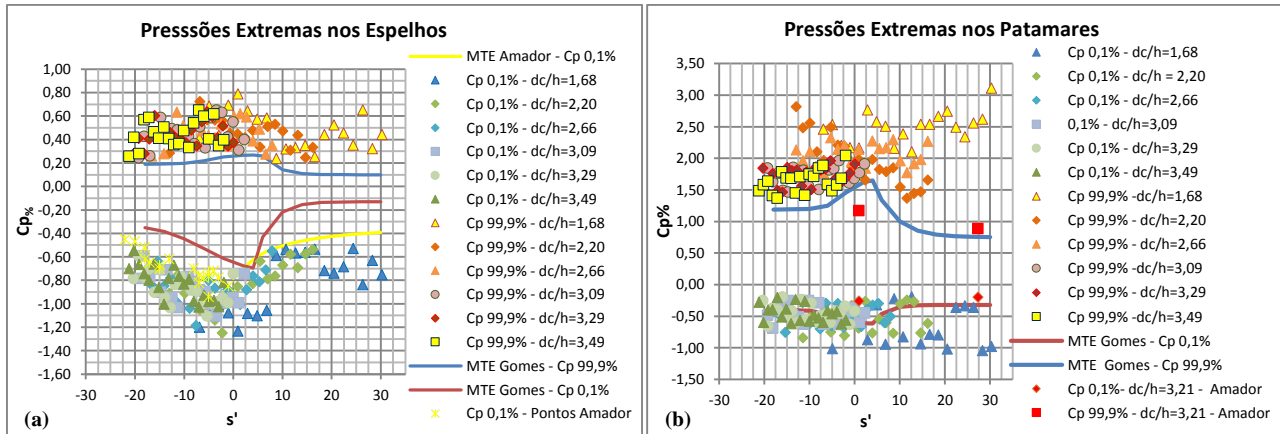 Presssões Extremas nos Espelhos
1,00
0,80
0,60
0,40
0,20
0,00
-0,20
-0,40
-0,60
-0,80
-1,00
-1,20
-1,40
-1,60
Cp%
-30 -20 -10 0 10 20 30 40
s'
(a)
MTE Amador - Cp 0,1%
Cp 0,1% - dc/h=1,68
Cp 0,1% - dc/h=2,20
Cp 0,1% - dc/h=2,66
Cp 0,1% - dc/h=3,09
Cp 0,1% - dc/h=3,29
Cp 0,1% - dc/h=3,49
Cp 99,9% - dc/h=1,68
Cp 99,9% - dc/h=2,20
Cp 99,9% - dc/h=2,66
Cp 99,9% - dc/h=3,09
Cp 99,9% - dc/h=3,29
Cp 99,9% - dc/h=3,49
MTE Gomes - Cp 99,9%
MTE Gomes - Cp 0,1%
Cp 0,1% - Pontos Amador
Pressões Extremas nos Patamares
3,50
3,00
2,50
2,00
1,50
1,00
0,50
0,00
-0,50
-1,00
-1,50
Cp%
-30 -20 -10 0 10 20 30
s'
(b)
Cp 0,1% - dc/h=1,68
Cp 0,1% - dc/h = 2,20
Cp 0,1% - dc/h=2,66
0,1% - dc/h=3,09
Cp 0,1% - dc/h=3,29
Cp 0,1% - dc/h=3,49
Cp 99,9% - dc/h=1,68
Cp 99,9% - dc/h=2,20
Cp 99,9% - dc/h=2,66
Cp 99,9% - dc/h=3,09
Cp 99,9% - dc/h=3,29
Cp 99,9% - dc/h=3,49
MTE Gomes - Cp 0,1%
MTE  Gomes - Cp 99,9%
Cp 0,1%- dc/h=3,21 - Amador
Cp 99,9% - dc/h=3,21 - Amador